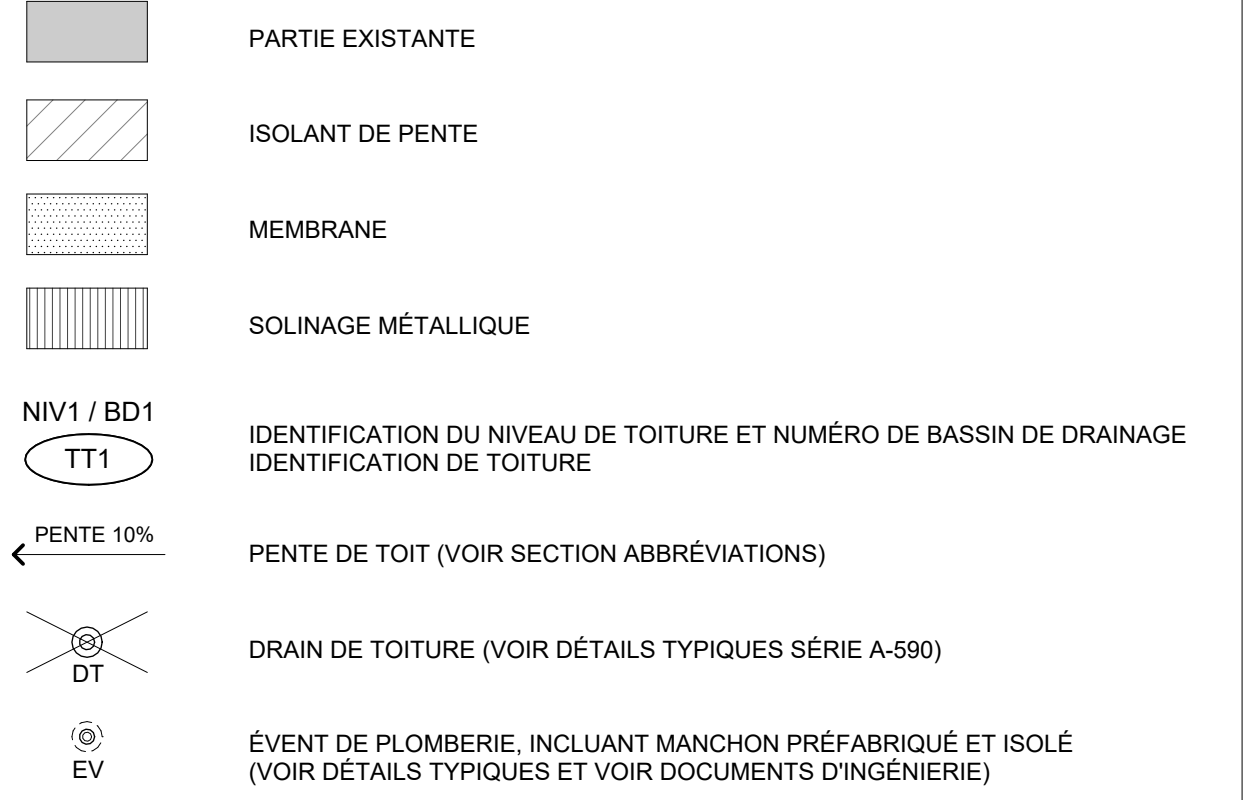 PARTIE EXISTANTE
ISOLANT DE PENTE
MEMBRANE
SOLINAGE MÉTALLIQUE
NIV1 / BD1
TT1
IDENTIFICATION DU NIVEAU DE TOITURE ET NUMÉRO DE BASSIN DE DRAINAGE
IDENTIFICATION DE TOITURE
PENTE 10%
PENTE DE TOIT (VOIR SECTION ABBRÉVIATIONS)
DT
DRAIN DE TOITURE (VOIR DÉTAILS TYPIQUES SÉRIE A-590)
EV
ÉVENT DE PLOMBERIE, INCLUANT MANCHON PRÉFABRIQUÉ ET ISOLÉ
(VOIR DÉTAILS TYPIQUES ET VOIR DOCUMENTS D'INGÉNIERIE)